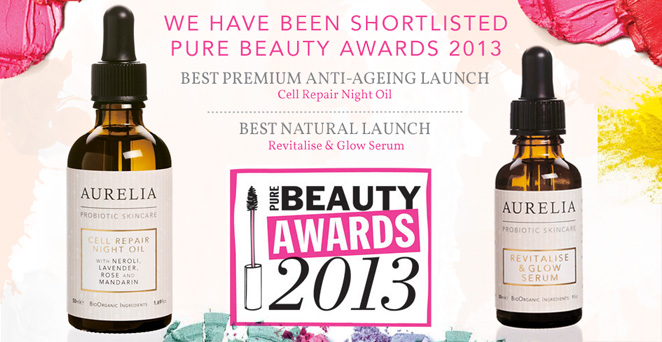 WE HAVE BEEN SHORTLISTED
PURE BEAUTY AWARDS 2013
BEST PREMIUM ANTI-AGEING LAUNCH
Cell Repair Night Oil
BEST NATURAL LAUNCH
Revitalise & Glow Serum
PURE BEAUTY
AWARDS
2013
AURELIA
PROBIOTIC SKINCARE
CELL REPAIR
NIGHT OIL
WITH NEROLI,
LAVENDER,
ROSE AND
MANDARIN
50ml ℮ BIOORGANIC INGREDIENTS
AURELIA
PROBIOTIC SKINCARE
REVITALISE
& GLOW
SERUM
BIOORGANIC INGREDIENTS